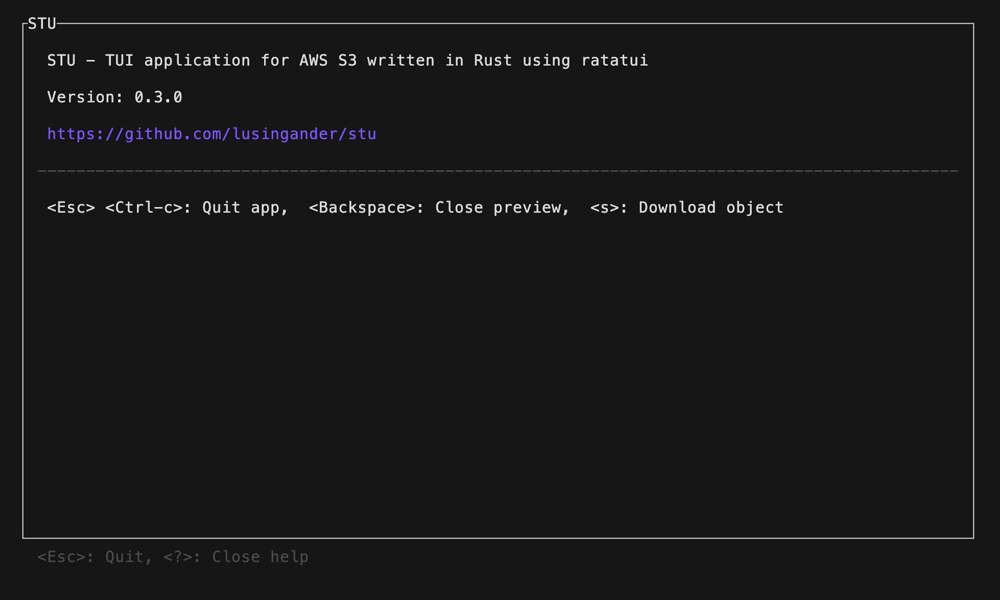 STU
STU – TUI application for AWS S3 written in Rust using ratatui
Version: 0.3.0
https://github.com/lusingander/stu
<Esc> <Ctrl-c>: Quit app,  <Backspace>: Close preview,  <s>: Download object
<Esc>: Quit, <?>: Close help